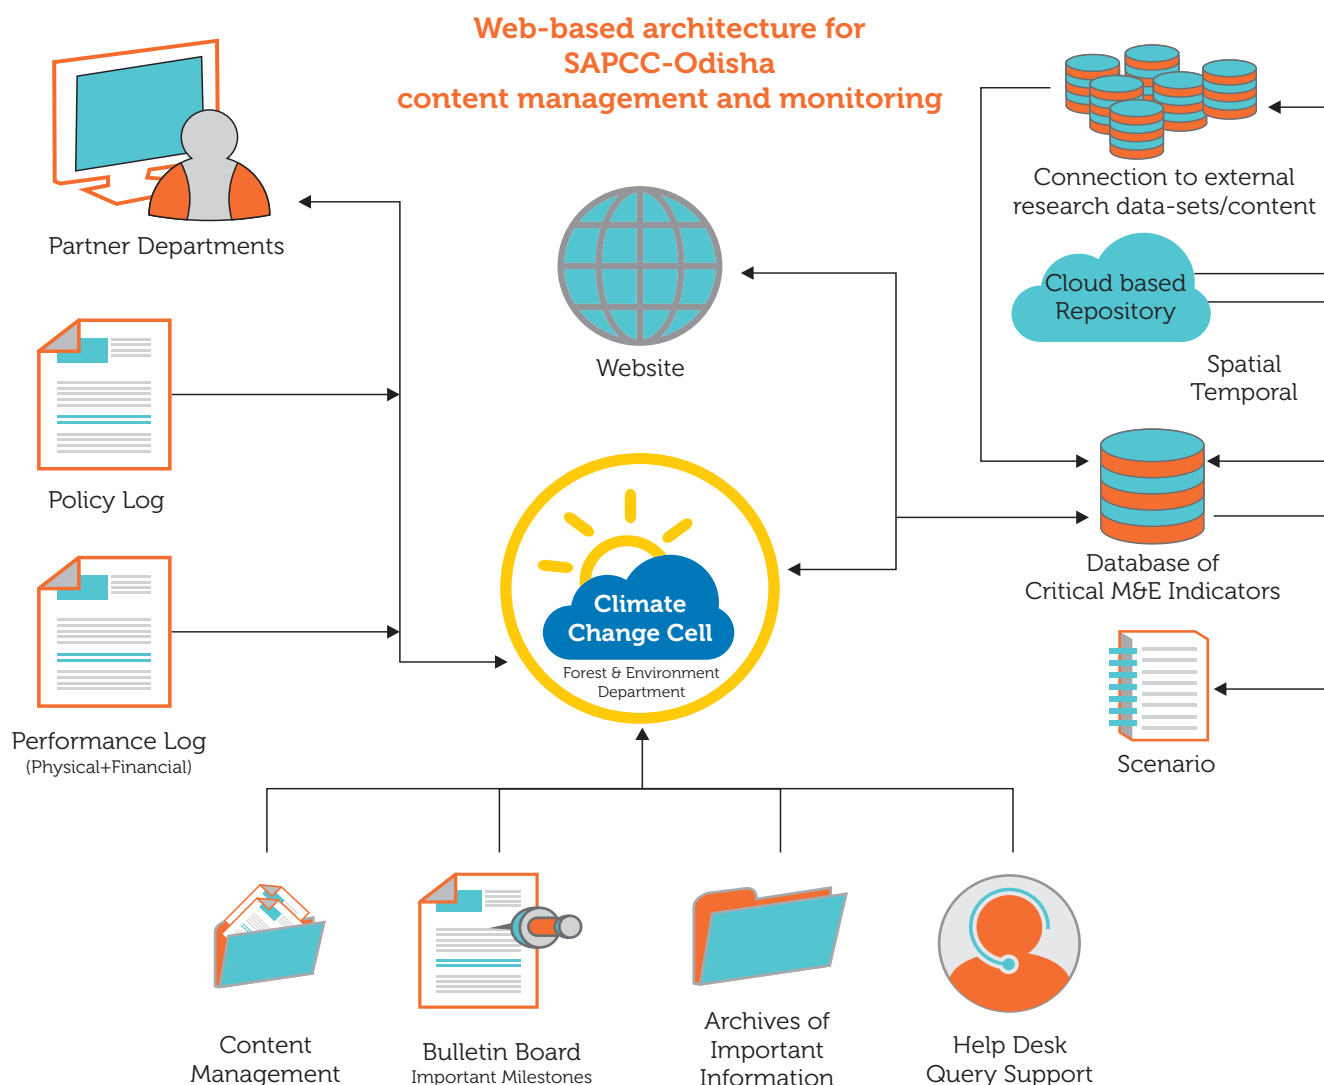 Web-based architecture for
SAPCC-Odisha
content management and monitoring
Partner Departments
Connection to external
research data-sets/content
Cloud based
Repository
Website
Spatial
Temporal
Policy Log
Database of
Critical M&E Indicators
Climate
Change Cell
Forest & Environment
Department
Performance Log
(Physical+Financial)
Scenario
Content
Management
Bulletin Board
Important Milestones
Archives of
Important
Information
Help Desk
Query Support